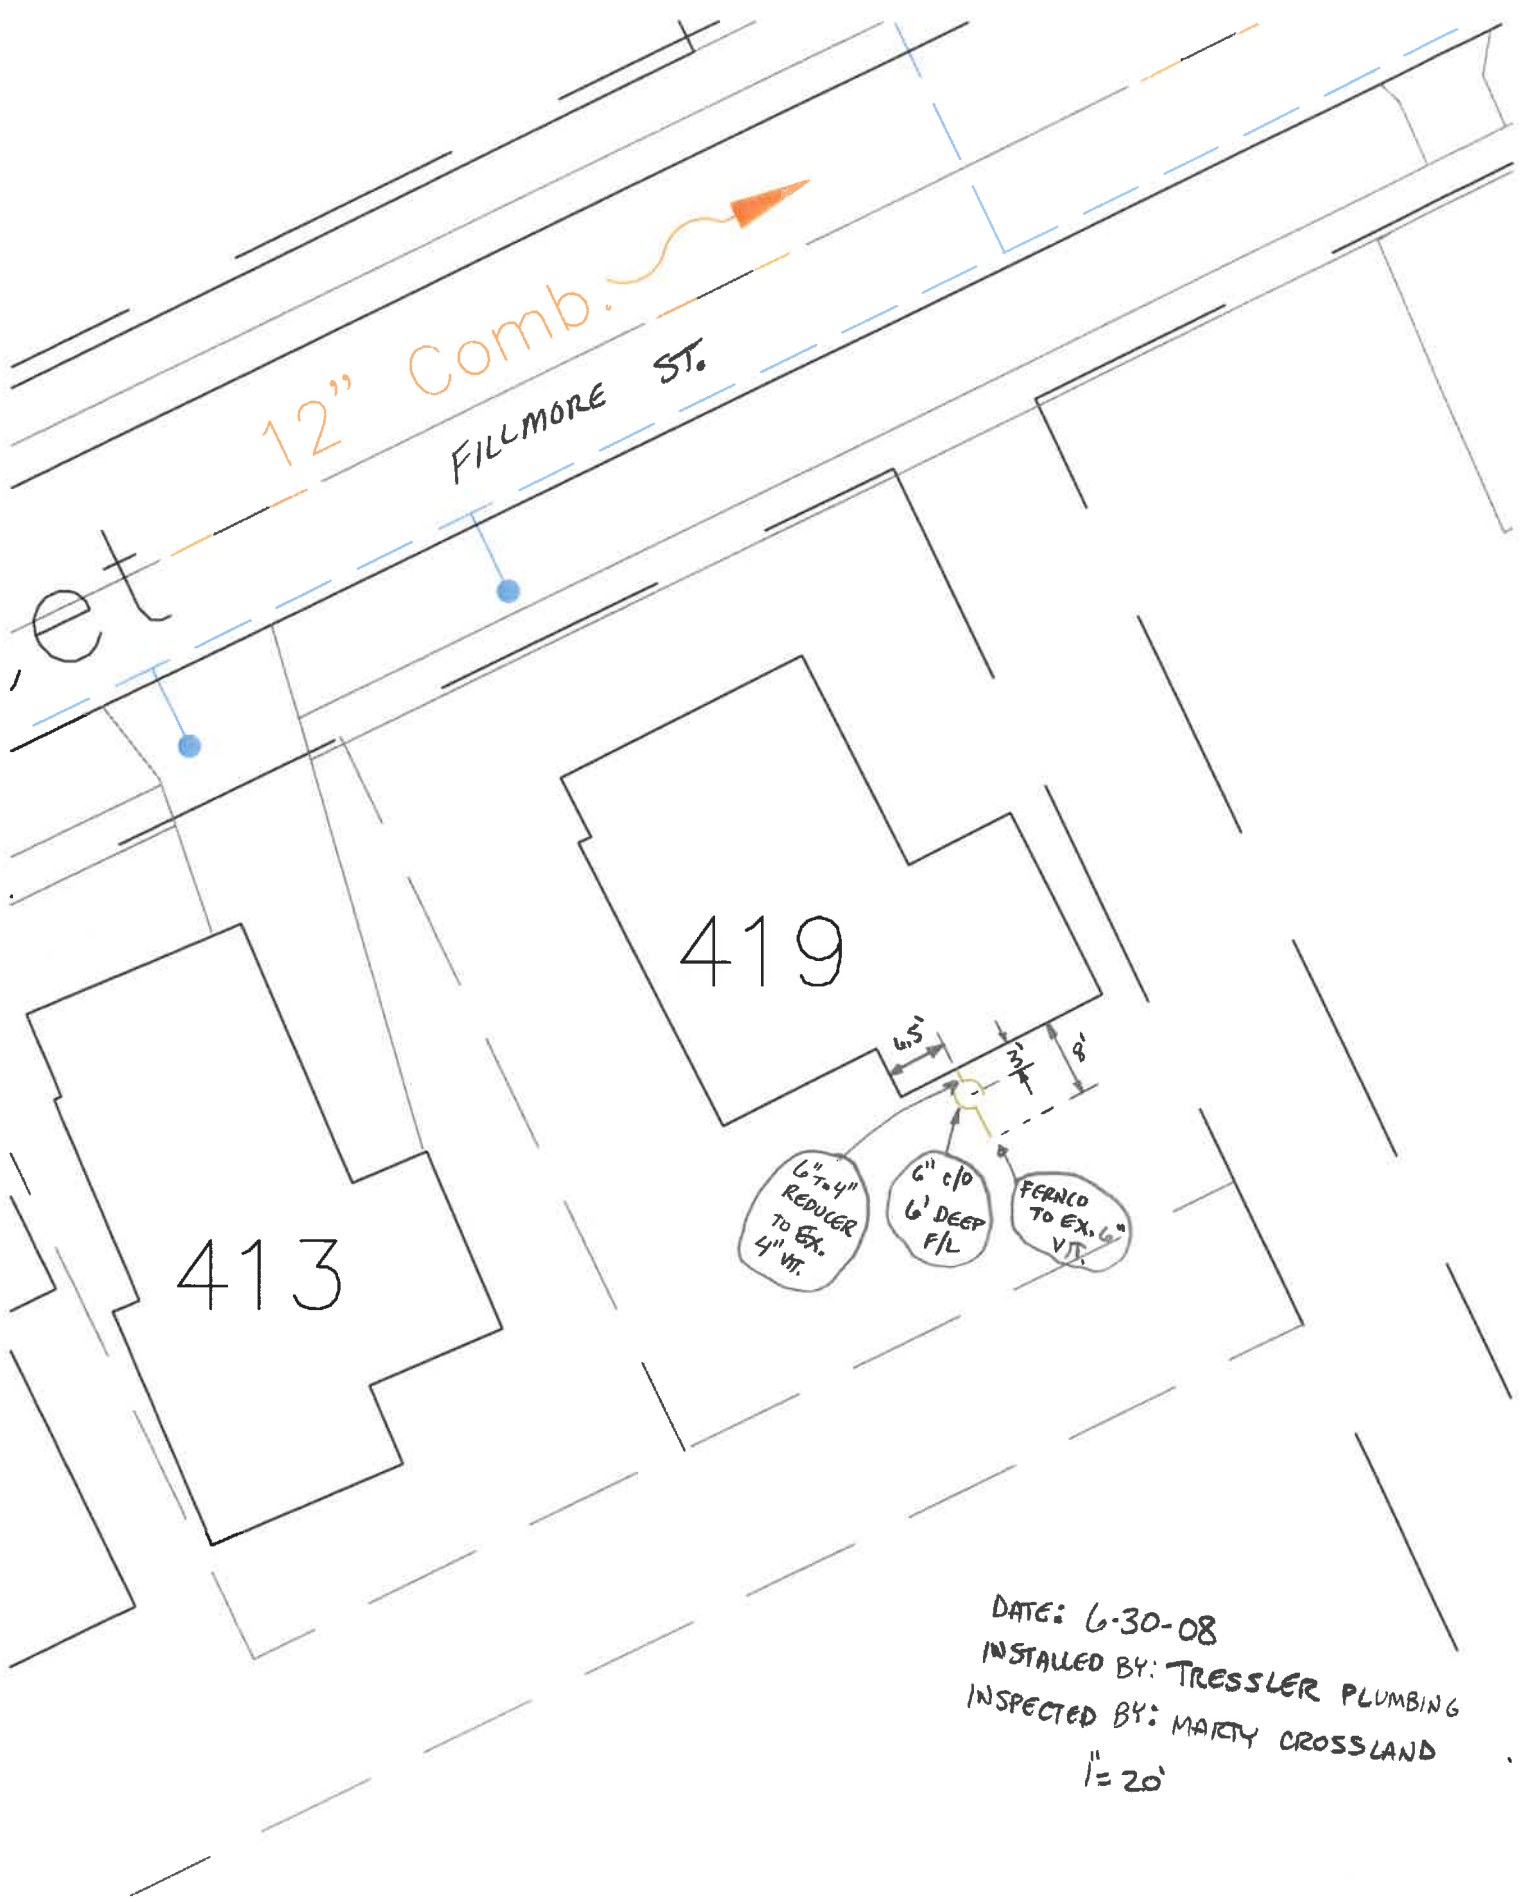 12" Comb.
FILLMORE ST.
et
419
413
6.5'
3'
8'
6" TO 4"
REDUCER
TO EX.
4" VIT.
6" C/O
6' DEEP
F/L
FERNCO
TO EX. 6"
VIT.
DATE: 6-30-08
INSTALLED BY: TRESSLER PLUMBING
INSPECTED BY: MARTY CROSSLAND
1"=20'